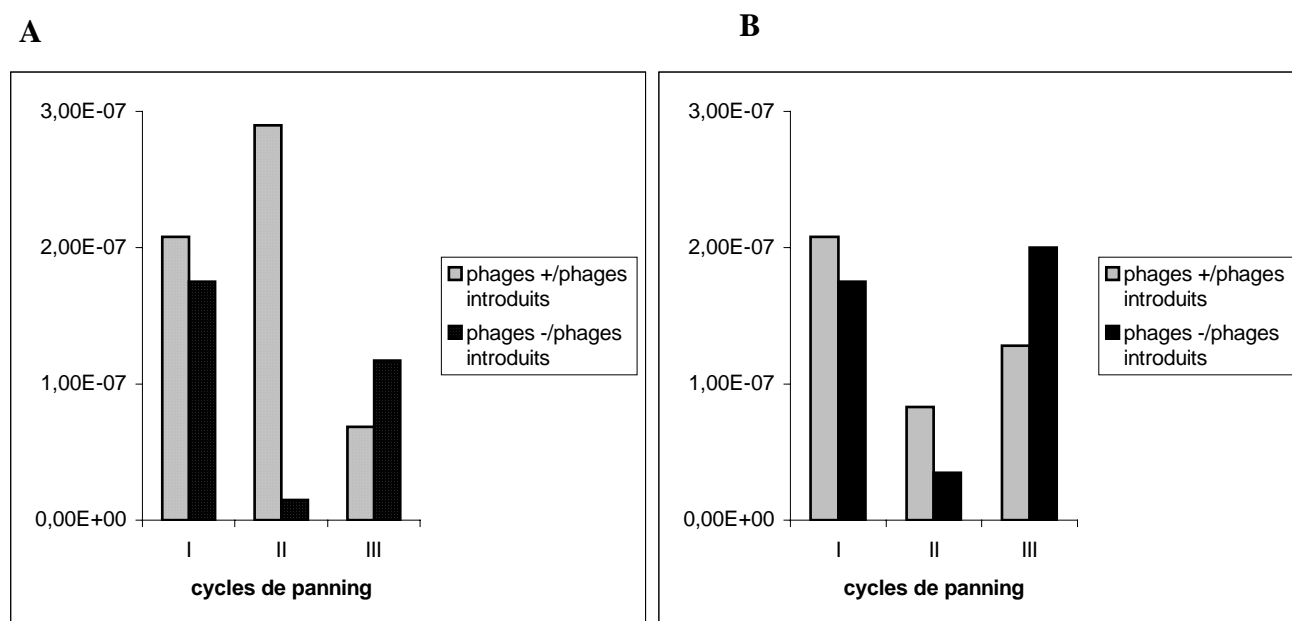 A
3,00E-07
2,00E-07
1,00E-07
0,00E+00
I II III
cycles de panning
phages +/phages
introduits
phages -/phages
introduits
B
3,00E-07
2,00E-07
1,00E-07
0,00E+00
I II III
cycles de panning
phages +/phages
introduits
phages -/phages
introduits